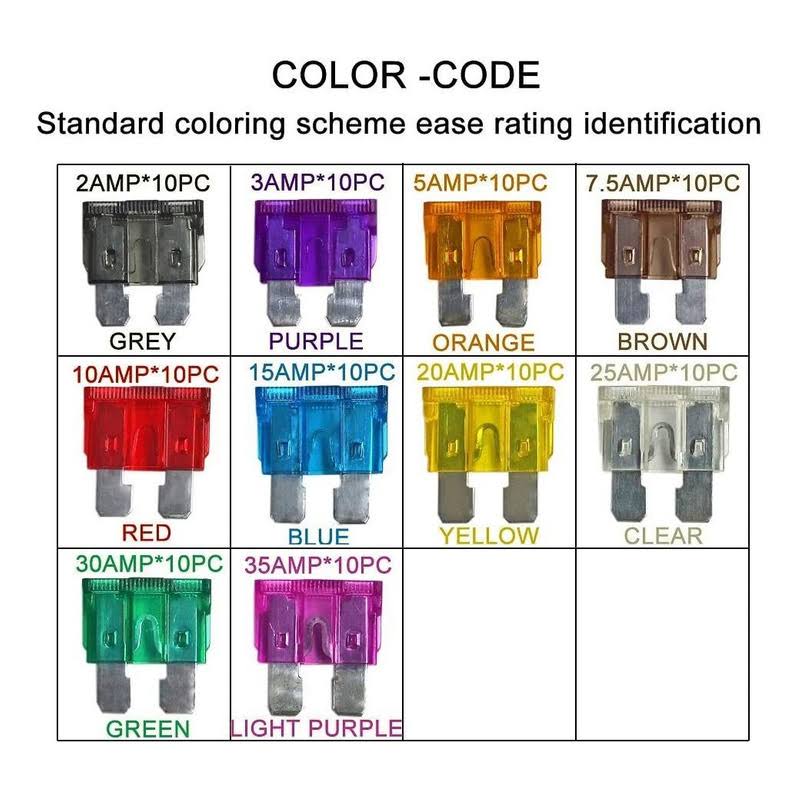 COLOR -CODE
Standard coloring scheme ease rating identification
2AMP*10PC
3AMP*10PC
5AMP*10PC
7.5AMP*10PC
GREY
PURPLE
ORANGE
BROWN
10AMP*10PC
15AMP*10PC
20AMP*10PC
25AMP*10PC
RED
BLUE
YELLOW
CLEAR
30AMP*10PC
35AMP*10PC
GREEN
LIGHT PURPLE